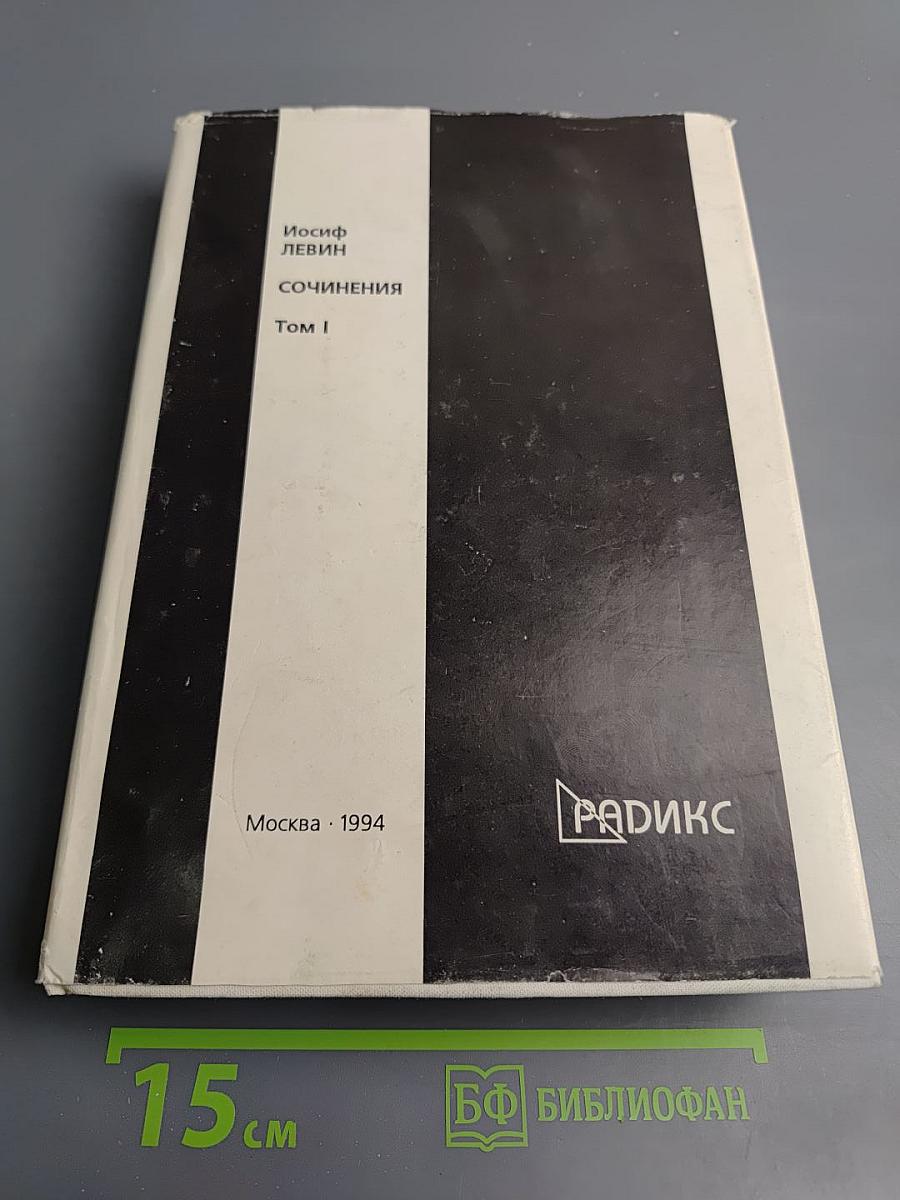 Иосиф
ЛЕВИН
СОЧИНЕНИЯ
Том I
Москва · 1994
РАДИКС
15 см
БФ БИБЛИОФАН